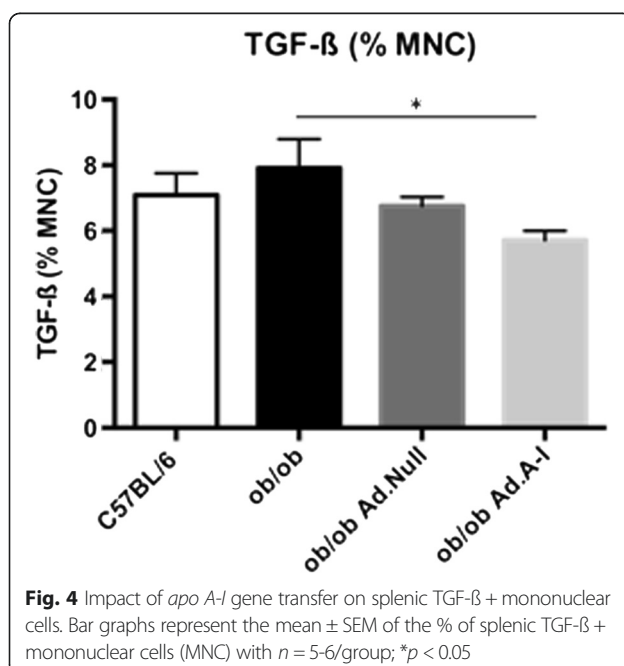 TGF-ß (% MNC)
TGF-ß (% MNC)
10
8
6
4
2
0
*
C57BL/6
ob/ob
ob/ob Ad.Null
ob/ob Ad.A-I
Fig. 4 Impact of apo A-I gene transfer on splenic TGF-ß + mononuclear
cells. Bar graphs represent the mean ± SEM of the % of splenic TGF-ß +
mononuclear cells (MNC) with n = 5-6/group; *p < 0.05